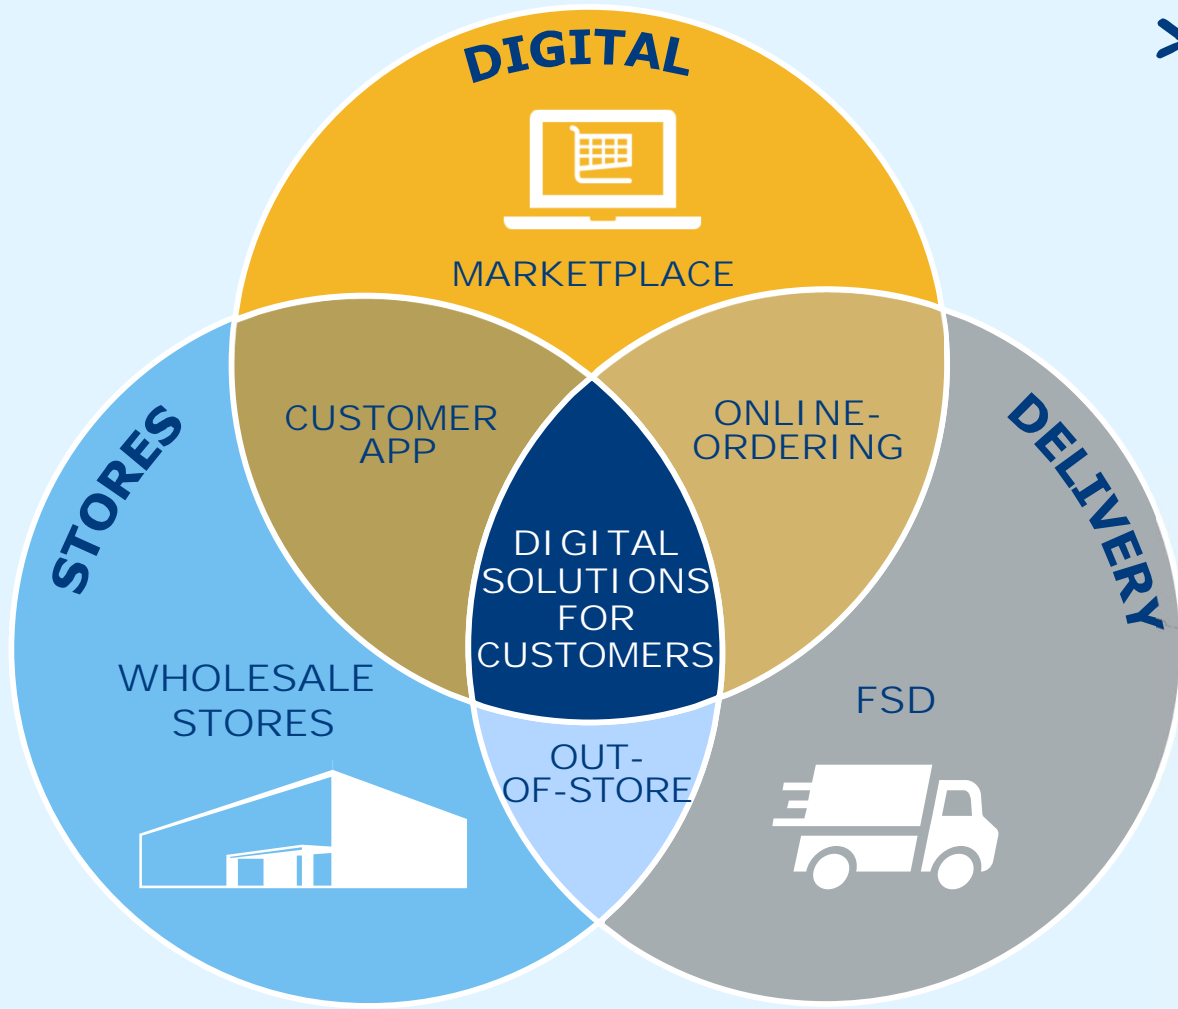 DIGITAL
MARKETPLACE
STORES
CUSTOMER
APP
ONLINE-
ORDERING
DELIVERY
DIGITAL
SOLUTIONS
FOR
CUSTOMERS
WHOLESALE
STORES
FSD
OUT-
OF-STORE